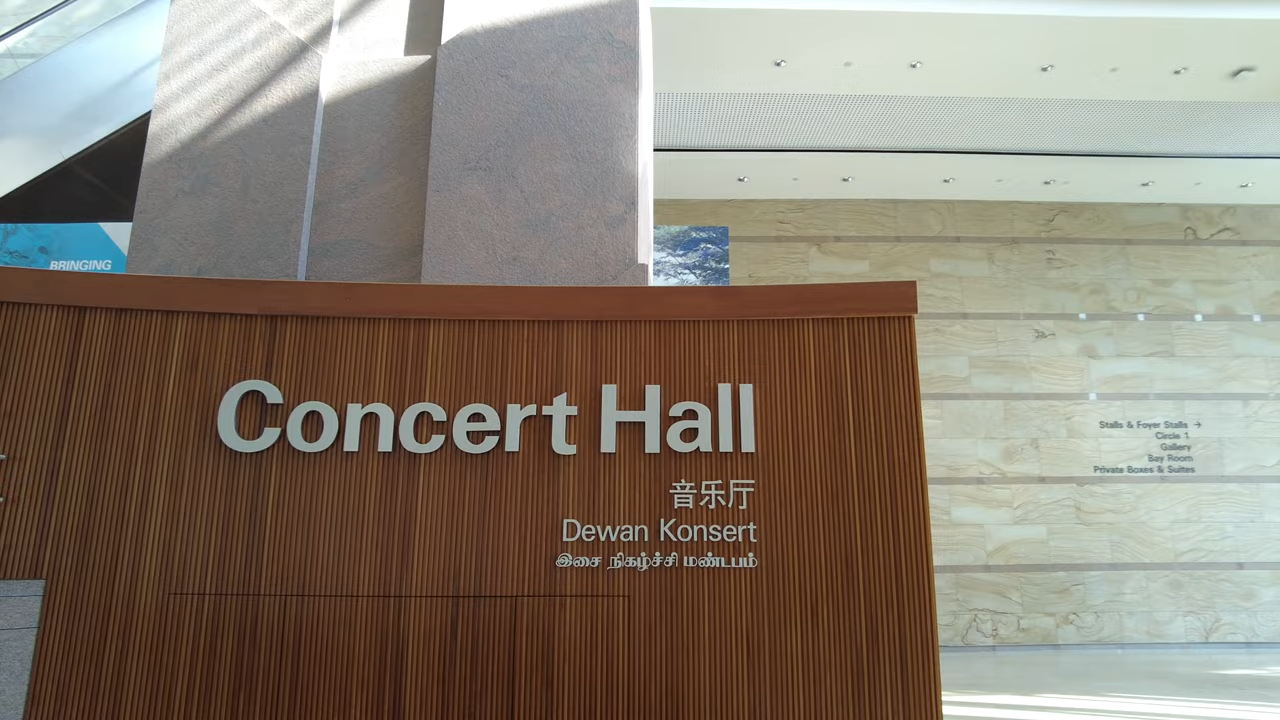 BRINGING
Concert Hall
音乐厅
Dewan Konsert
இசை நிகழ்ச்சி மண்டபம்
Stalls & Foyer Stalls →
Circle 1
Gallery
Bay Room
Private Boxes & Suites